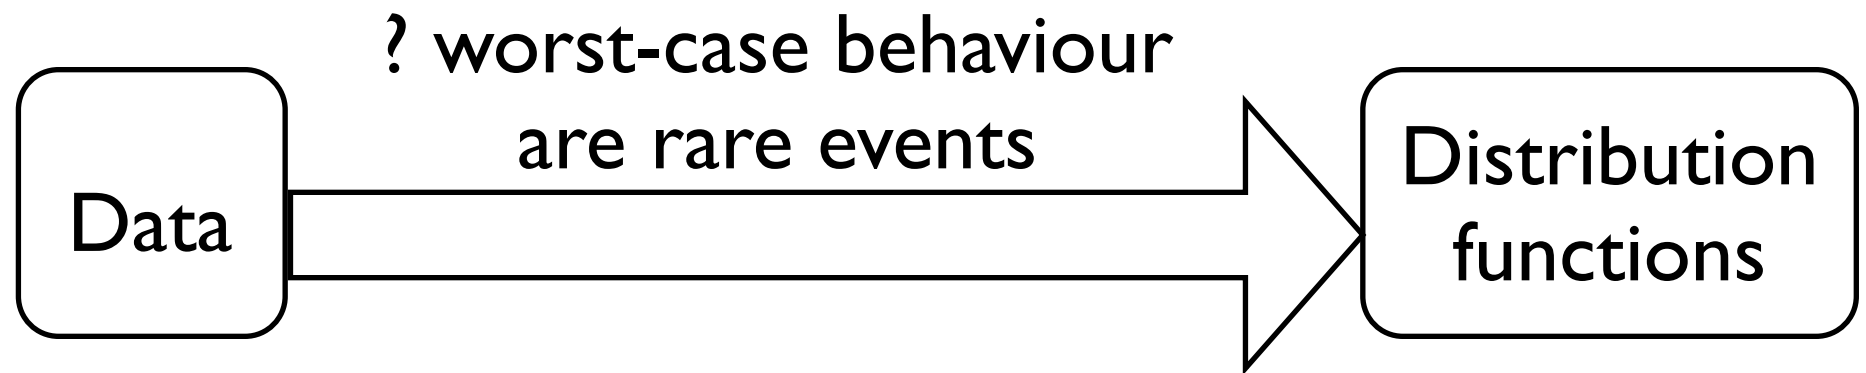 ? worst-case behaviour
are rare events
Data
Distribution
functions